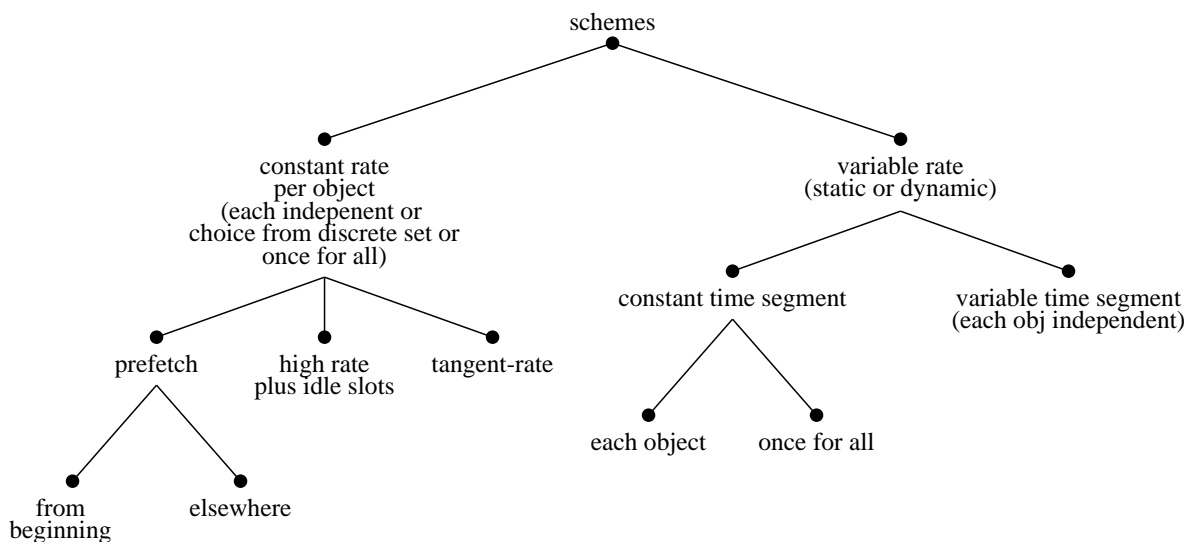 schemes
constant rate
per object
(each indepenent or
choice from discrete set or
once for all)
variable rate
(static or dynamic)
constant time segment
variable time segment
(each obj independent)
prefetch
high rate
plus idle slots
tangent-rate
each object
once for all
from
beginning
elsewhere